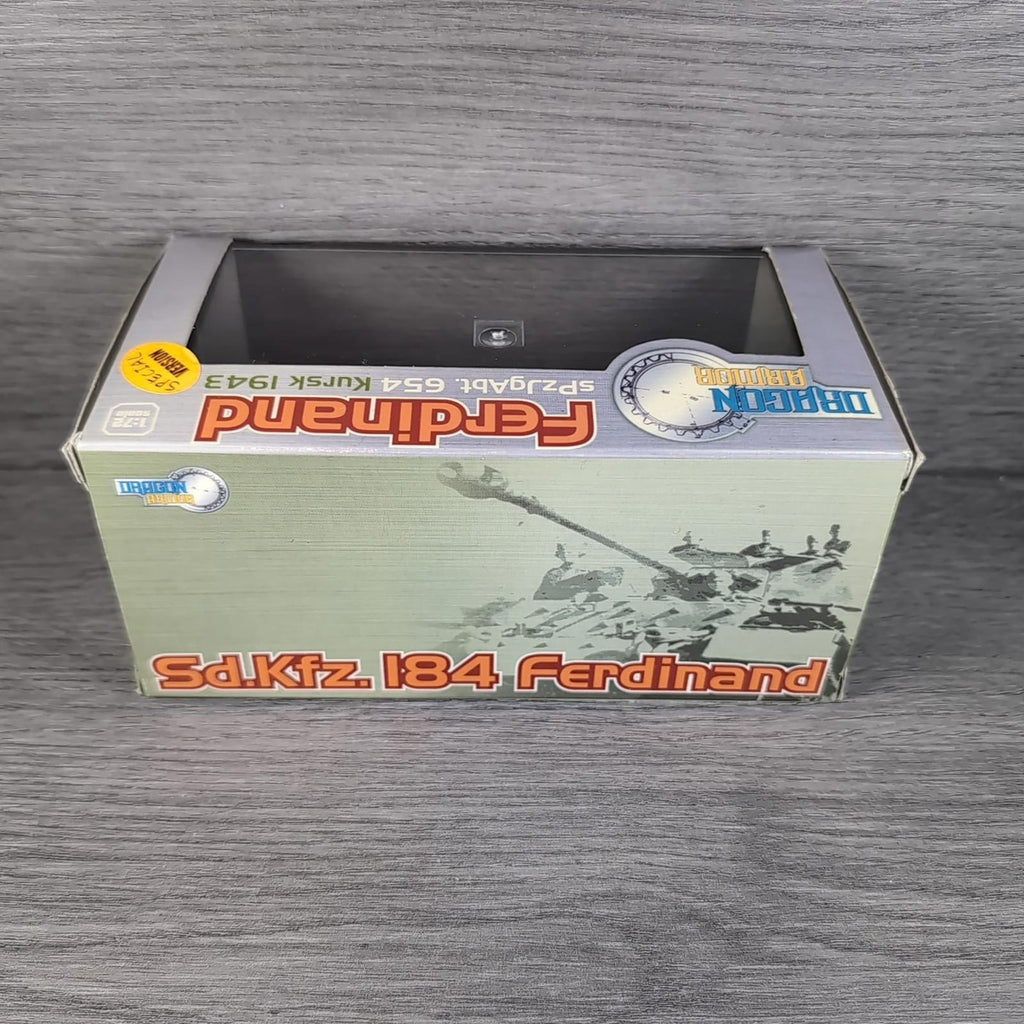 SPECIAL
VERSION
sPzJgAbt. 654 Kursk 1943
Ferdinand
1:72
scale
DRAGON
ARMOR
DRAGON
ARMOR
Sd.Kfz. 184 Ferdinand